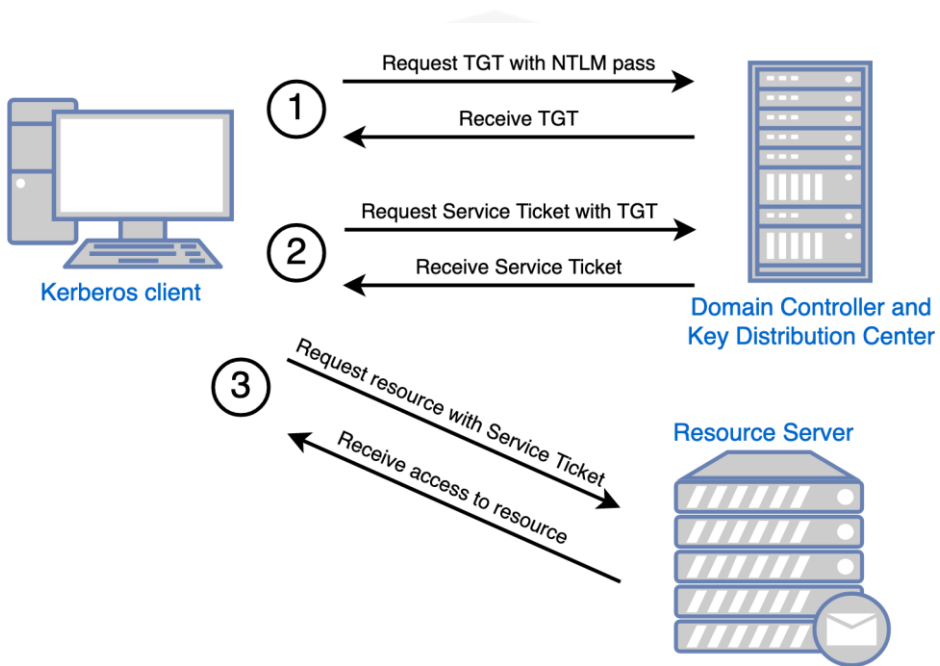 Request TGT with NTLM pass
1
Receive TGT
Request Service Ticket with TGT
2
Receive Service Ticket
Kerberos client
Domain Controller and
Key Distribution Center
3
Request resource with Service Ticket
Receive access to resource
Resource Server